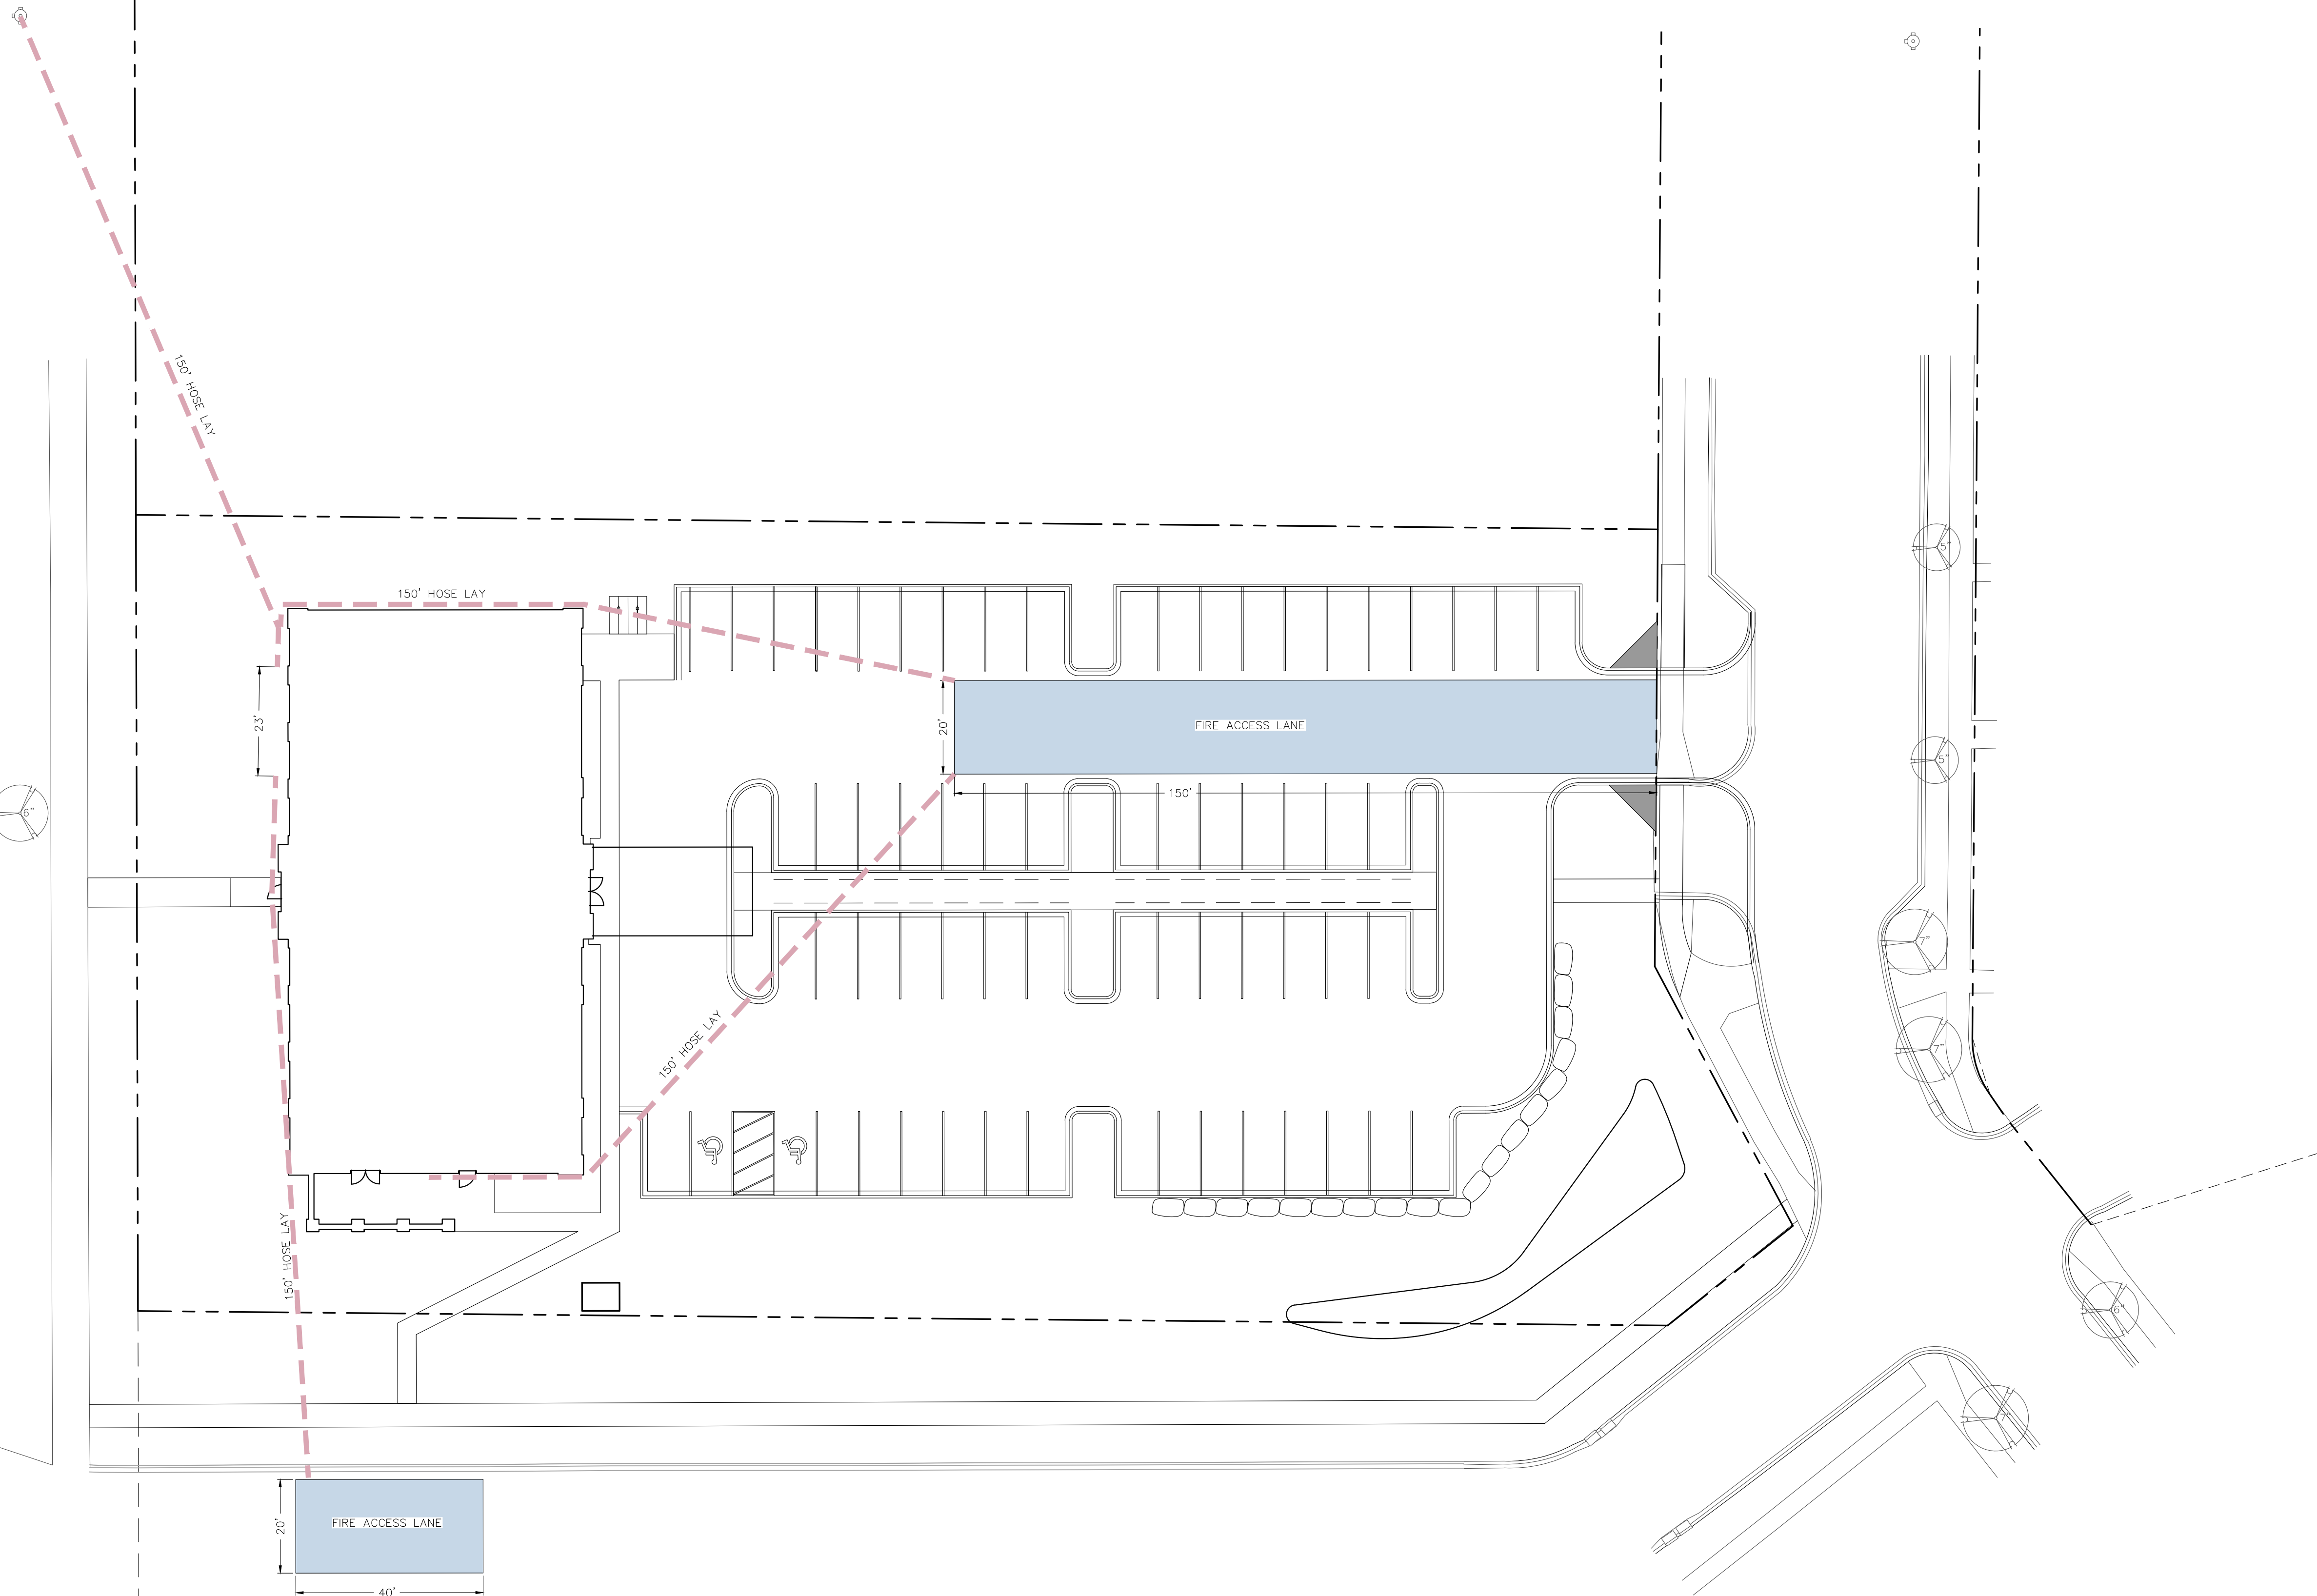 150' HOSE LAY
5"
150' HOSE LAY
23'
20'
FIRE ACCESS LANE
5"
150'
6"
7"
150' HOSE LAY
7"
150' HOSE LAY
6"
7"
20'
FIRE ACCESS LANE
40'